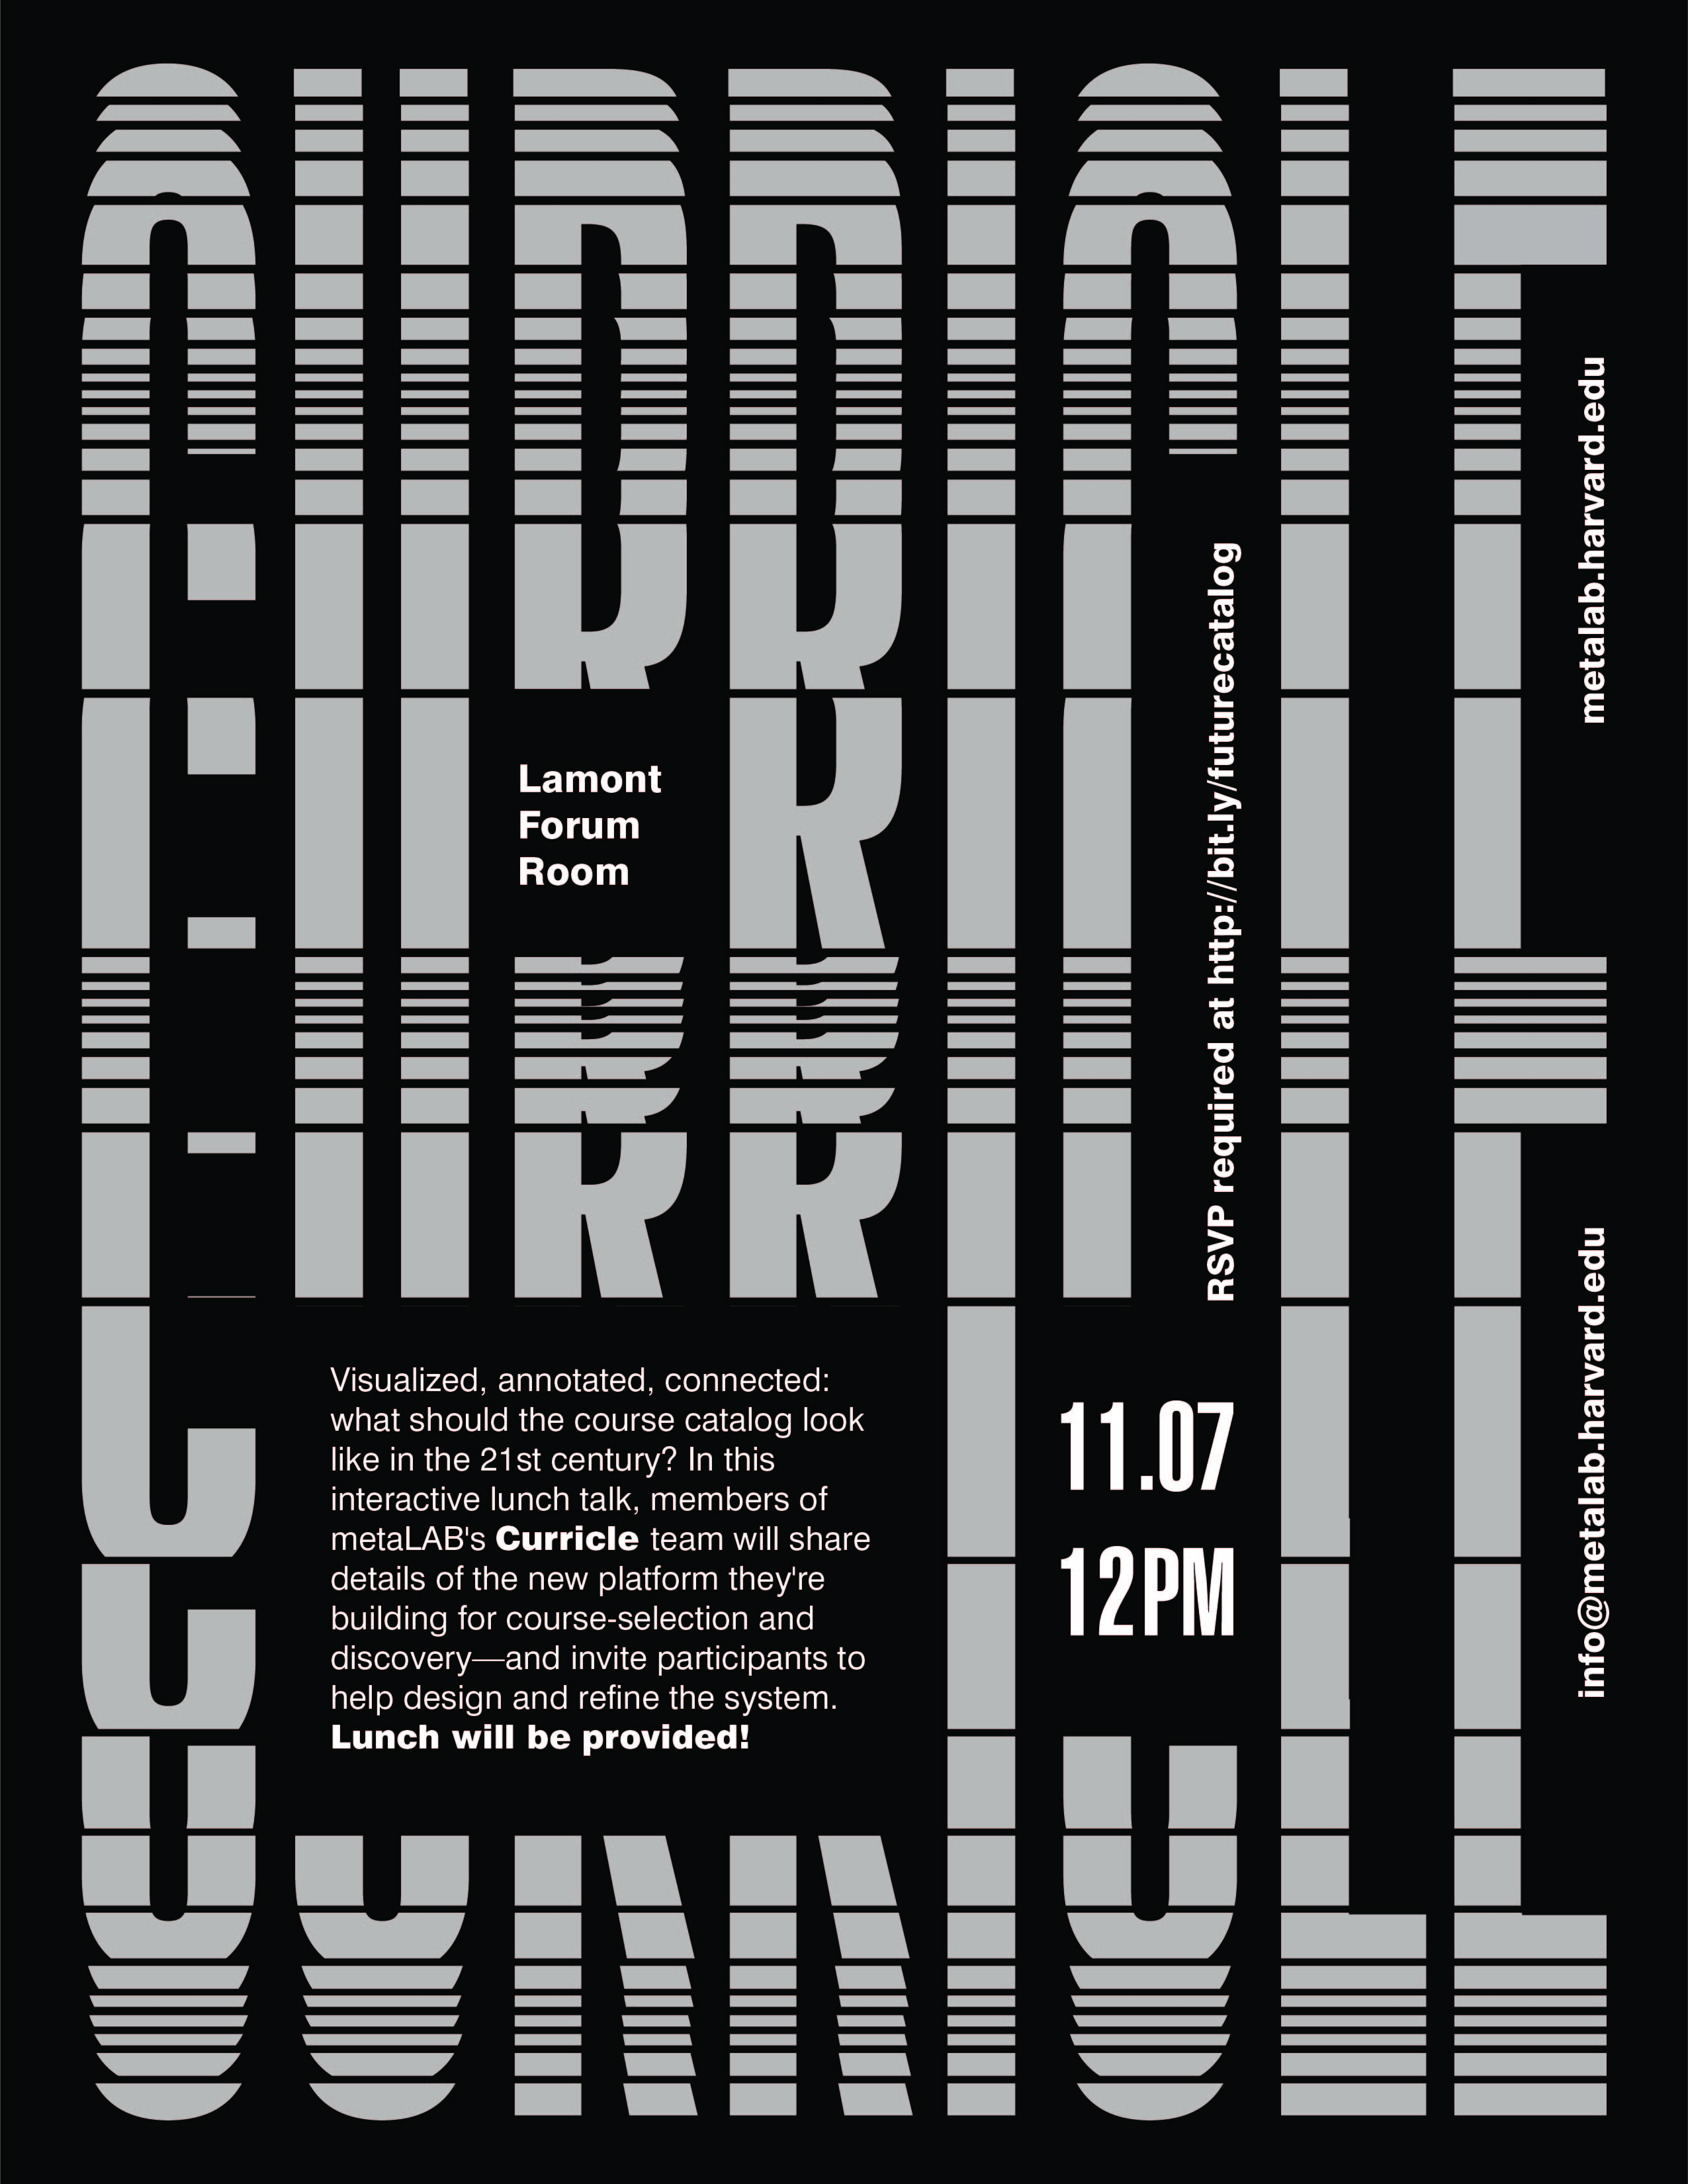 CURRICLE
metalab.harvard.edu
RSVP required at http://bit.ly/futurecatalog
Lamont
Forum
Room
info@metalab.harvard.edu
Visualized, annotated, connected:
what should the course catalog look
like in the 21st century? In this
interactive lunch talk, members of
metaLAB's Curricle team will share
details of the new platform they're
building for course-selection and
discovery—and invite participants to
help design and refine the system.
Lunch will be provided!
11.07
12PM